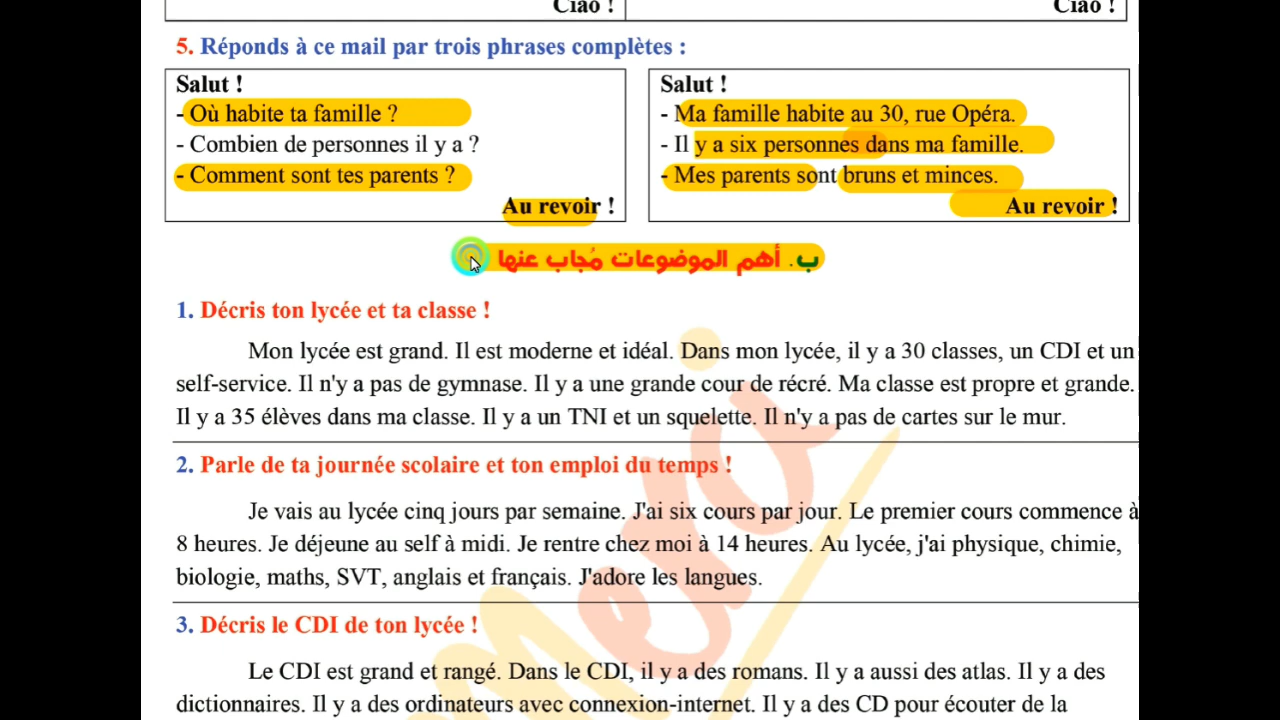 Ciao !
Ciao !
5. Réponds à ce mail par trois phrases complètes :
Salut !
- Où habite ta famille ?
- Combien de personnes il y a ?
- Comment sont tes parents ?
Au revoir !
Salut !
- Ma famille habite au 30, rue Opéra.
- Il y a six personnes dans ma famille.
- Mes parents sont bruns et minces.
Au revoir !
ب. أهم الموضوعات مُجاب عنها
1. Décris ton lycée et ta classe !
Mon lycée est grand. Il est moderne et idéal. Dans mon lycée, il y a 30 classes, un CDI et un
self-service. Il n'y a pas de gymnase. Il y a une grande cour de récré. Ma classe est propre et grande.
Il y a 35 élèves dans ma classe. Il y a un TNI et un squelette. Il n'y a pas de cartes sur le mur.
2. Parle de ta journée scolaire et ton emploi du temps !
Je vais au lycée cinq jours par semaine. J'ai six cours par jour. Le premier cours commence à
8 heures. Je déjeune au self à midi. Je rentre chez moi à 14 heures. Au lycée, j'ai physique, chimie,
biologie, maths, SVT, anglais et français. J'adore les langues.
3. Décris le CDI de ton lycée !
Le CDI est grand et rangé. Dans le CDI, il y a des romans. Il y a aussi des atlas. Il y a des
dictionnaires. Il y a des ordinateurs avec connexion-internet. Il y a des CD pour écouter de la